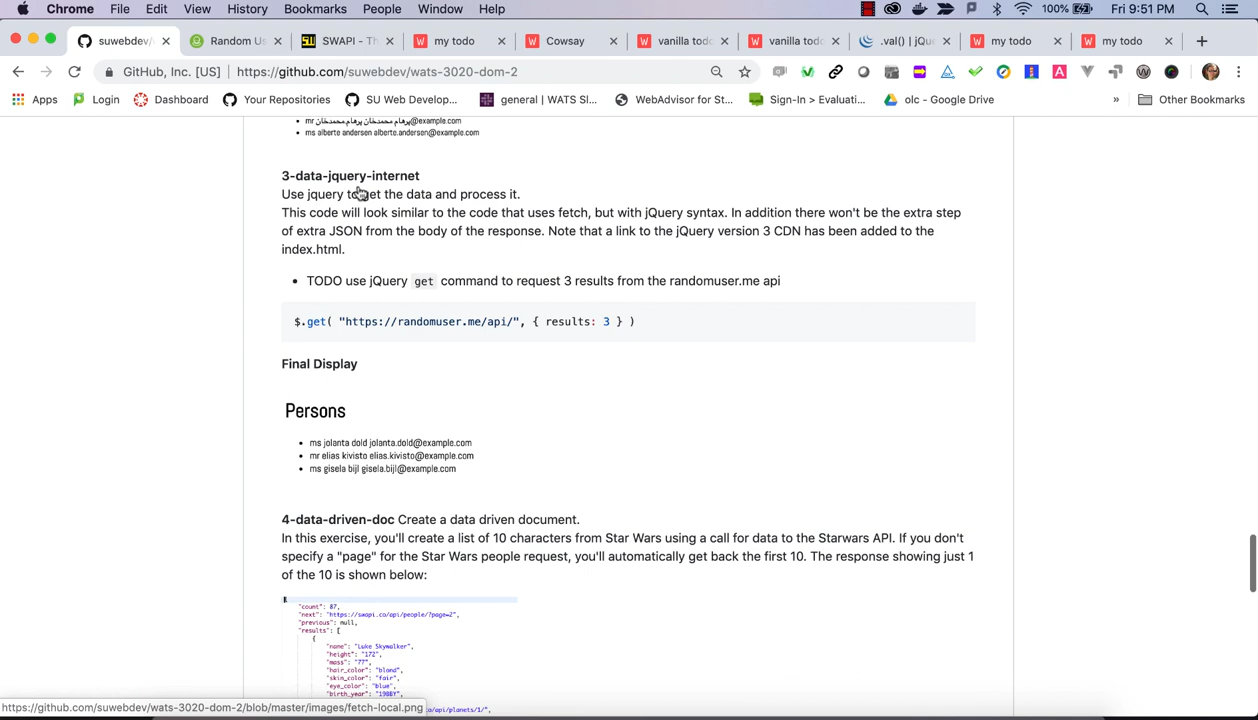 Chrome File Edit View History Bookmarks People Window Help 100% Fri 9:51 PM
suwebdev/ Random Us SWAPI - Th my todo Cowsay vanilla todo vanilla todo .val() | jQu my todo my todo
GitHub, Inc. [US] https://github.com/suwebdev/wats-3020-dom-2
Apps Login Dashboard Your Repositories SU Web Develop... general | WATS Sl... WebAdvisor for St... Sign-In > Evaluati... olc - Google Drive » Other Bookmarks
ms alberte andersen alberte.andersen@example.com
3-data-jquery-internet
Use jquery to get the data and process it.
This code will look similar to the code that uses fetch, but with jQuery syntax. In addition there won't be the extra step
of extra JSON from the body of the response. Note that a link to the jQuery version 3 CDN has been added to the
index.html.
TODO use jQuery get command to request 3 results from the randomuser.me api
$.get( "https://randomuser.me/api/", { results: 3 } )
Final Display
Persons
ms jolanta dold jolanta.dold@example.com
mr elias kivisto elias.kivisto@example.com
ms gisela bijl gisela.bijl@example.com
4-data-driven-doc Create a data driven document.
In this exercise, you'll create a list of 10 characters from Star Wars using a call for data to the Starwars API. If you don't
specify a "page" for the Star Wars people request, you'll automatically get back the first 10. The response showing just 1
of the 10 is shown below:
"count": 87,
"next": "https://swapi.co/api/people/?page=2",
"previous": null,
"results": [
{
"name": "Luke Skywalker",
"height": "172",
"mass": "77",
"hair_color": "blond",
"skin_color": "fair",
"eye_color": "blue",
"birth_year": "19BBY",
https://github.com/suwebdev/wats-3020-dom-2/blob/master/images/fetch-local.png
/api/planets/1/",